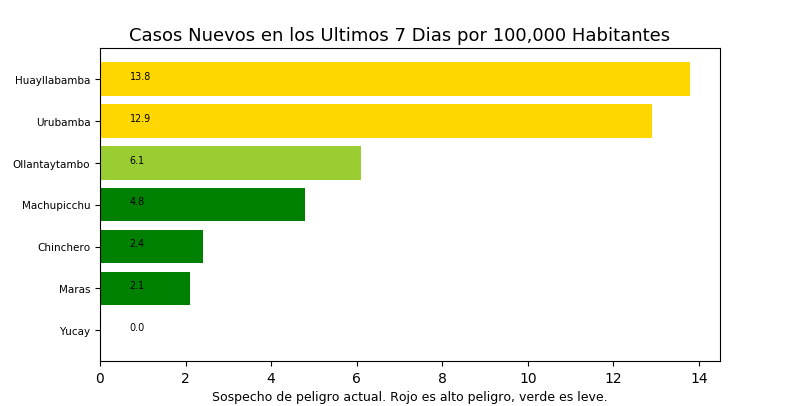 Casos Nuevos en los Ultimos 7 Dias por 100,000 Habitantes
Huayllabamba 13.8
Urubamba 12.9
Ollantaytambo 6.1
Machupicchu 4.8
Chinchero 2.4
Maras 2.1
Yucay 0.0
0 2 4 6 8 10 12 14
Sospecho de peligro actual. Rojo es alto peligro, verde es leve.